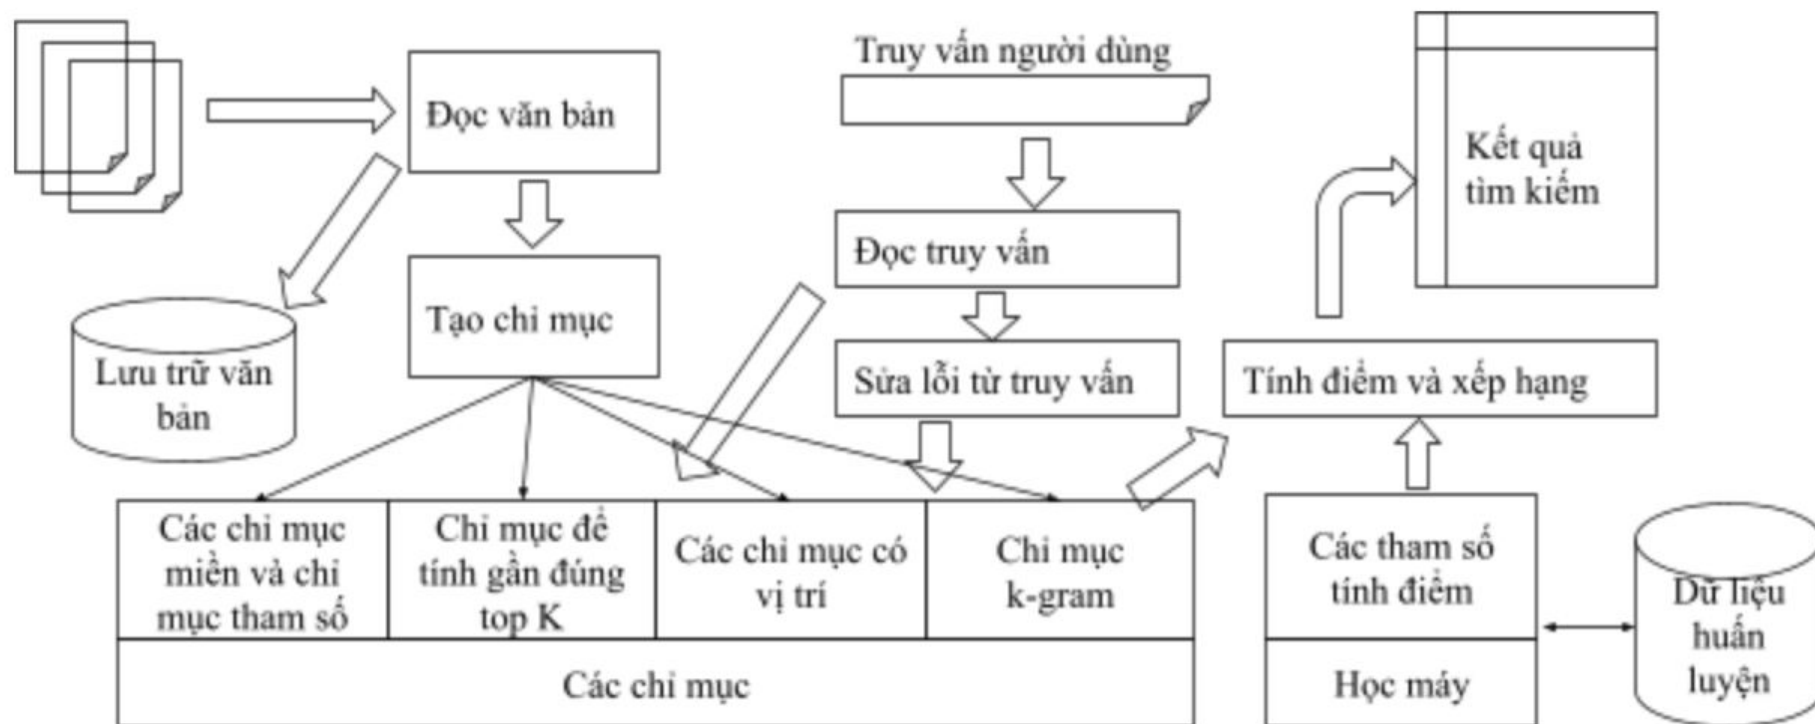 Truy vấn người dùng
Đọc văn bản
Kết quả
tìm kiếm
Đọc truy vấn
Tạo chỉ mục
Lưu trữ văn
bản
Sửa lỗi từ truy vấn
Tính điểm và xếp hạng
Các chỉ mục
miền và chỉ
mục tham số
Chỉ mục để
tính gần đúng
top K
Các chỉ mục có
vị trí
Chỉ mục
k-gram
Các tham số
tính điểm
Dữ liệu
huấn
luyện
Các chỉ mục
Học máy